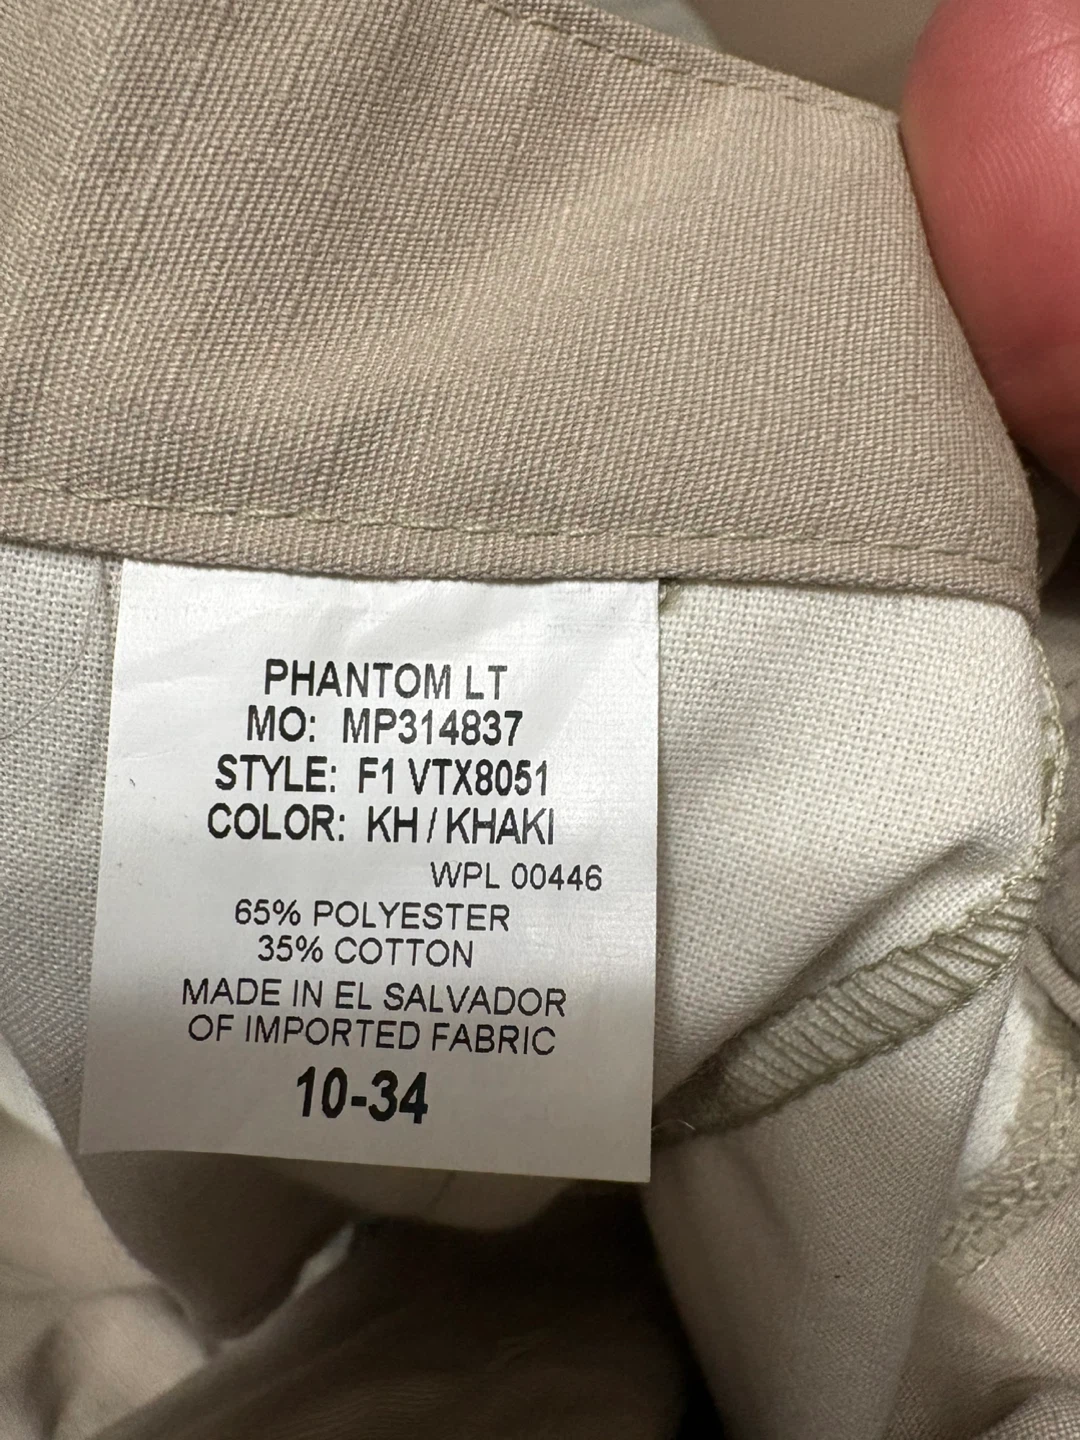 PHANTOM LT
MO: MP314837
STYLE: F1 VTX8051
COLOR: KH / KHAKI
WPL 00446
65% POLYESTER
35% COTTON
MADE IN EL SALVADOR
OF IMPORTED FABRIC
10-34